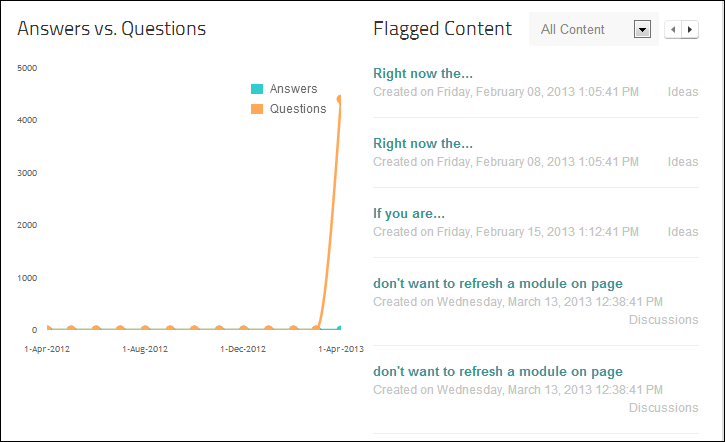 Answers vs. Questions
5000
4000
3000
2000
1000
0
Answers
Questions
1-Apr-2012
1-Aug-2012
1-Dec-2012
1-Apr-2013
Flagged Content
All Content
Right now the...
Created on Friday, February 08, 2013 1:05:41 PM
Ideas
Right now the...
Created on Friday, February 08, 2013 1:05:41 PM
Ideas
If you are...
Created on Friday, February 15, 2013 1:12:41 PM
Ideas
don't want to refresh a module on page
Created on Wednesday, March 13, 2013 12:38:41 PM
Discussions
don't want to refresh a module on page
Created on Wednesday, March 13, 2013 12:38:41 PM
Discussions